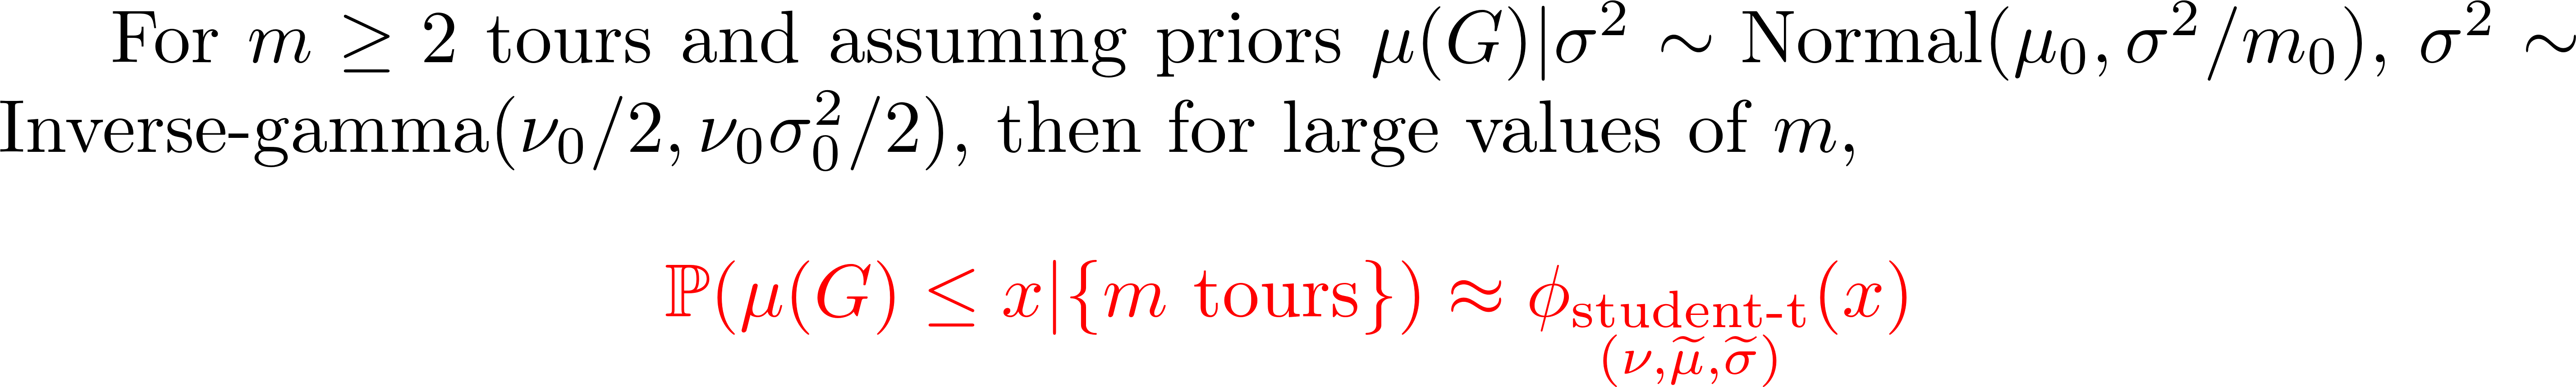 For m ≥ 2 tours and assuming priors μ(G)|σ² ∼ Normal(μ₀, σ²/m₀), σ² ∼
Inverse-gamma(ν₀/2, ν₀σ₀²/2), then for large values of m,
ℙ(μ(G) ≤ x|{m tours}) ≈ ϕ_student-t(x)
(ν,μ̃,σ̃)